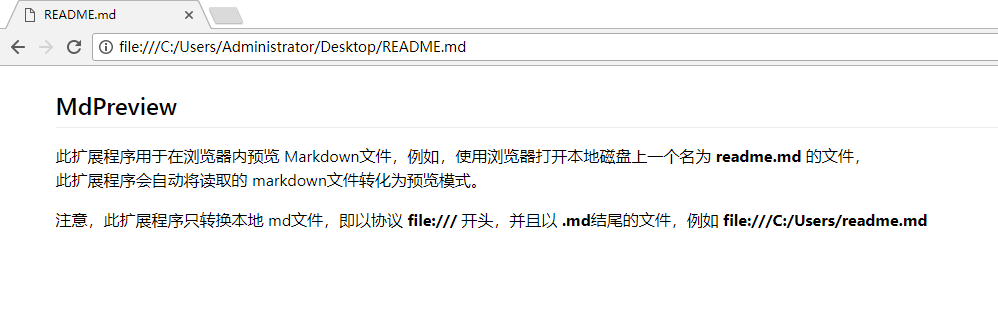 README.md
file:///C:/Users/Administrator/Desktop/README.md
MdPreview
此扩展程序用于在浏览器内预览 Markdown文件，例如，使用浏览器打开本地磁盘上一个名为 readme.md 的文件，
此扩展程序会自动将读取的 markdown文件转化为预览模式。
注意，此扩展程序只转换本地 md文件，即以协议 file:/// 开头，并且以 .md结尾的文件，例如 file:///C:/Users/readme.md